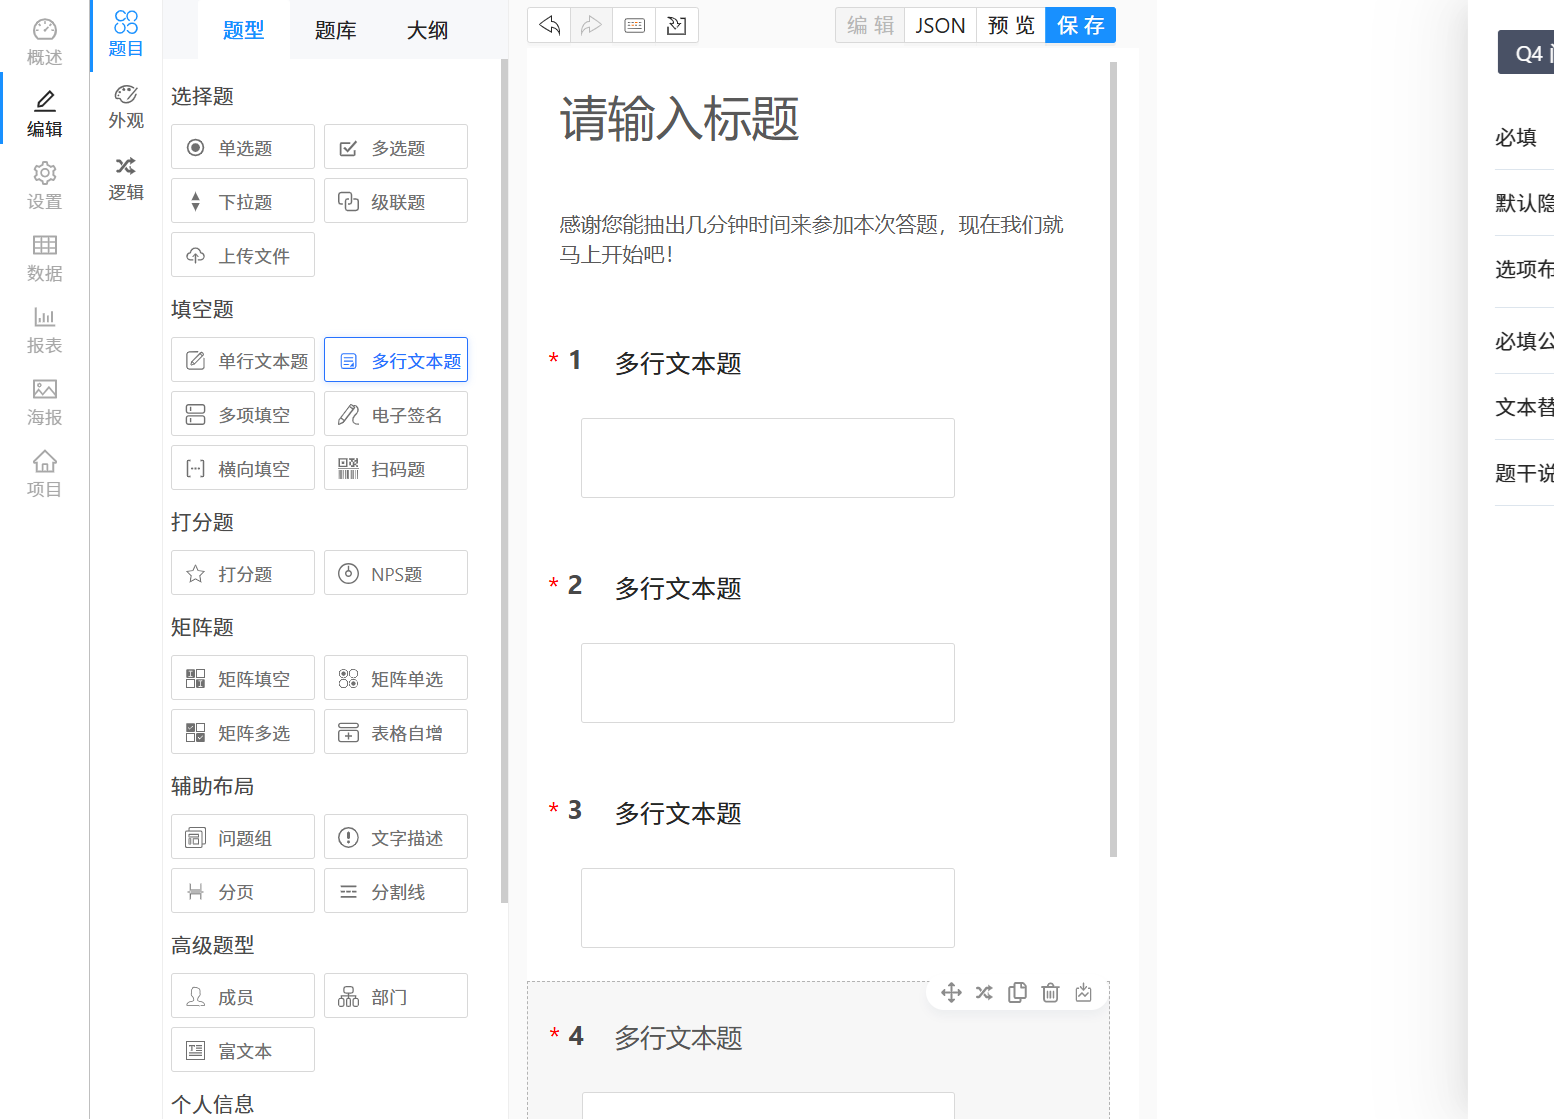 概述
编辑
设置
数据
报表
海报
项目
题目
外观
逻辑
题型 题库 大纲
选择题
单选题 多选题
下拉题 级联题
上传文件
填空题
单行文本题 多行文本题
多项填空 电子签名
横向填空 扫码题
打分题
打分题 NPS题
矩阵题
矩阵填空 矩阵单选
矩阵多选 表格自增
辅助布局
问题组 文字描述
分页 分割线
高级题型
成员 部门
富文本
个人信息
编 辑 JSON 预 览 保 存
请输入标题
感谢您能抽出几分钟时间来参加本次答题，现在我们就
马上开始吧！
* 1 多行文本题
* 2 多行文本题
* 3 多行文本题
* 4 多行文本题
Q4
必填
默认隐
选项布
必填公
文本替
题干说